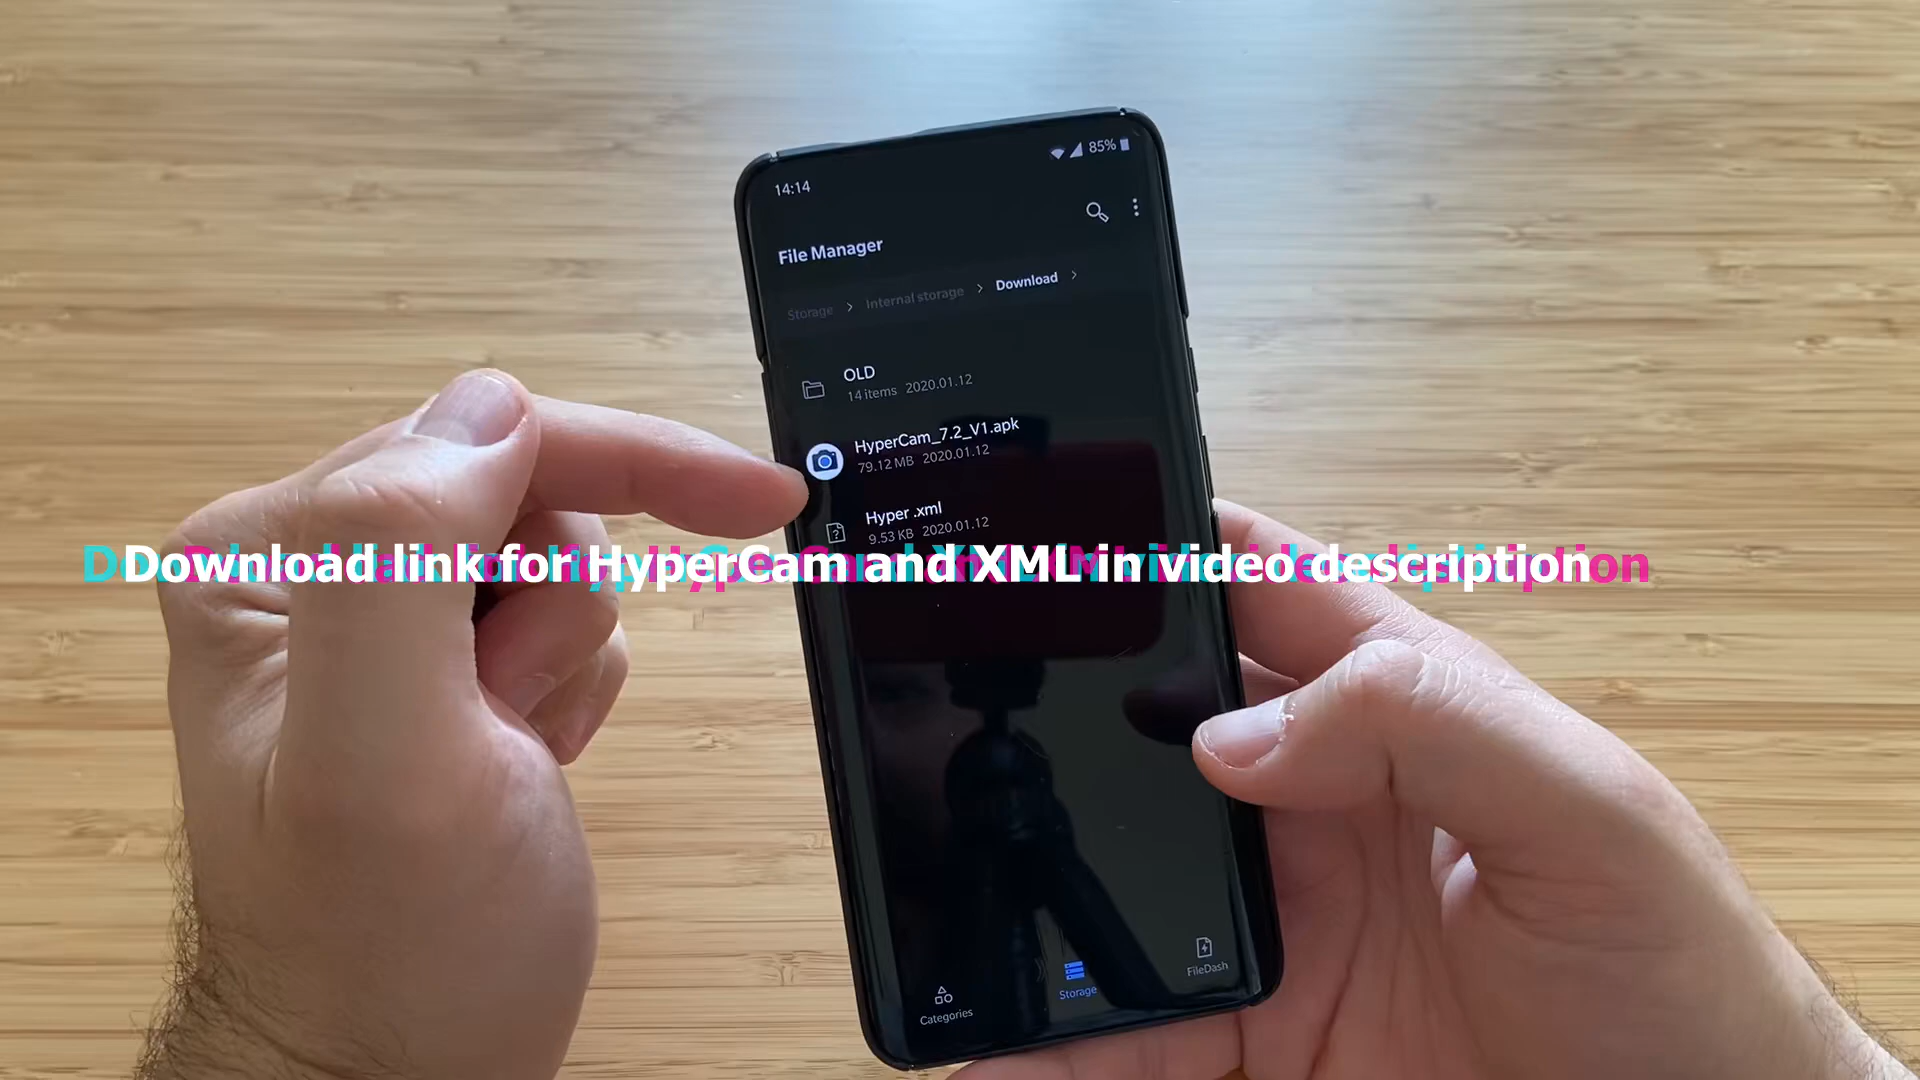 14:14
85%
File Manager
Storage > Internal storage > Download >
OLD
14 items 2020.01.12
HyperCam_7.2_V1.apk
79.12 MB 2020.01.12
Hyper .xml
9.53 KB 2020.01.12
Download link for HyperCam and XML in video description
Categories
Storage
FileDash